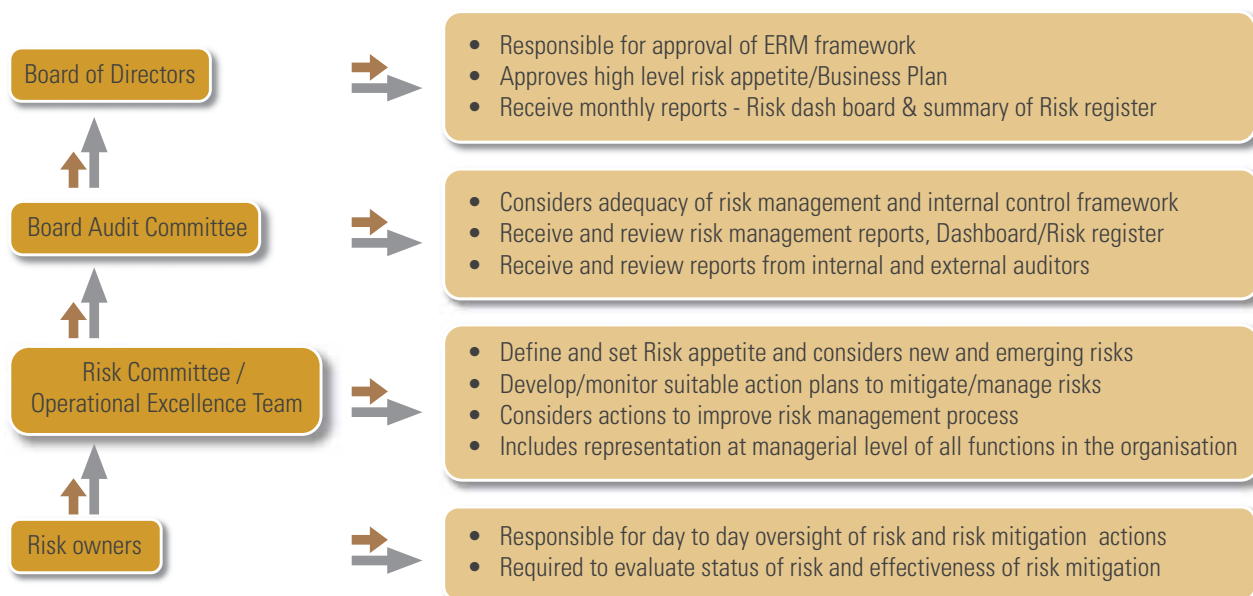 Board of Directors
• Responsible for approval of ERM framework
• Approves high level risk appetite/Business Plan
• Receive monthly reports - Risk dash board & summary of Risk register
Board Audit Committee
• Considers adequacy of risk management and internal control framework
• Receive and review risk management reports, Dashboard/Risk register
• Receive and review reports from internal and external auditors
Risk Committee /
Operational Excellence Team
• Define and set Risk appetite and considers new and emerging risks
• Develop/monitor suitable action plans to mitigate/manage risks
• Considers actions to improve risk management process
• Includes representation at managerial level of all functions in the organisation
Risk owners
• Responsible for day to day oversight of risk and risk mitigation actions
• Required to evaluate status of risk and effectiveness of risk mitigation